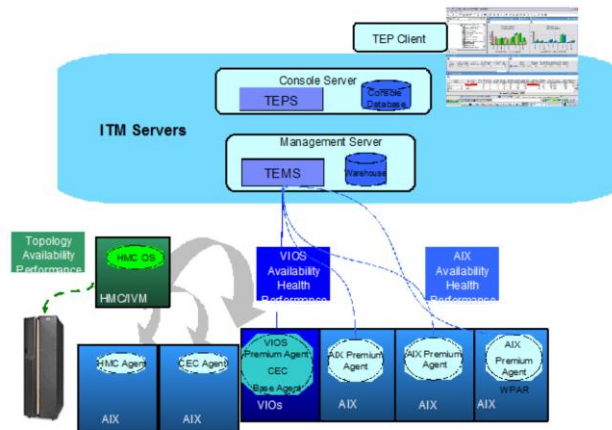 TEP Client
Console Server
TEPS
Console
Database
ITM Servers
Management Server
TEMS
Warehouse
Topology
Availability
Performance
HMC OS
HMC/IVM
VIOS
Availability
Health
Performance
AIX
Availability
Health
Performance
HMC Agent
AIX
CEC Agent
AIX
VIOS
Premium Agent
CEC
Base Agent
VIOs
AIX Premium Agent
AIX
AIX Premium Agent
AIX
AIX
Premium Agent
WPAR
AIX